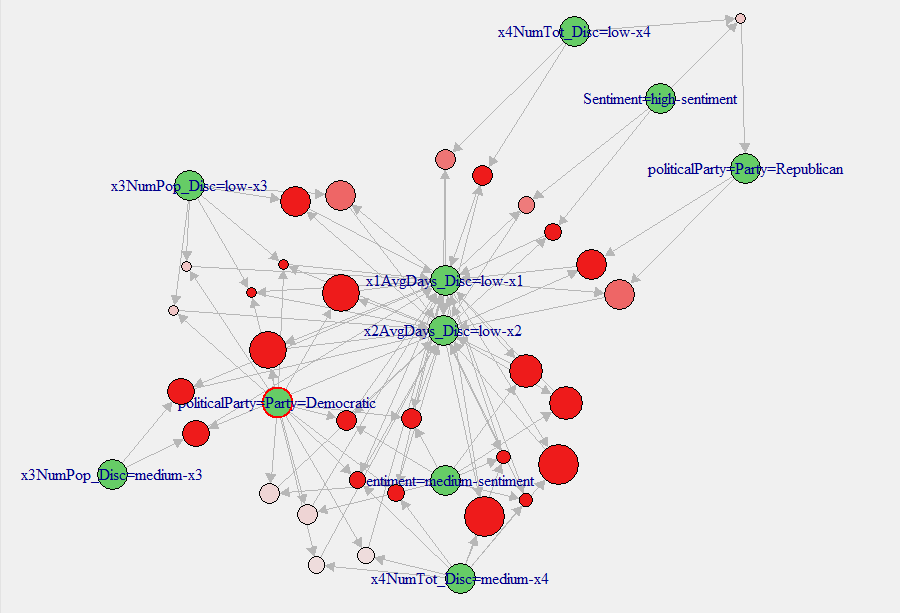 x4NumTot_Disc=low-x4
Sentiment=high-sentiment
politicalParty=Party=Republican
x3NumPop_Disc=low-x3
x1AvgDays_Disc=low-x1
x2AvgDays_Disc=low-x2
politicalParty=Party=Democratic
x3NumPop_Disc=medium-x3
entiment=medium-sentiment
x4NumTot_Disc=medium-x4